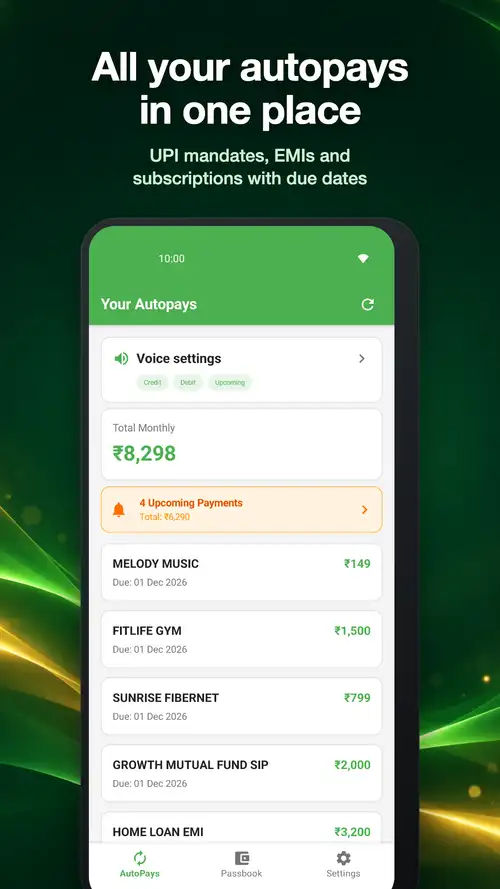 All your autopays
in one place
UPI mandates, EMIs and
subscriptions with due dates
10:00
Your Autopays
Voice settings
Credit Debit Upcoming
Total Monthly
₹8,298
4 Upcoming Payments
Total: ₹6,290
MELODY MUSIC ₹149
Due: 01 Dec 2026
FITLIFE GYM ₹1,500
Due: 01 Dec 2026
SUNRISE FIBERNET ₹799
Due: 01 Dec 2026
GROWTH MUTUAL FUND SIP ₹2,000
Due: 01 Dec 2026
HOME LOAN EMI ₹3,200
AutoPays Passbook Settings